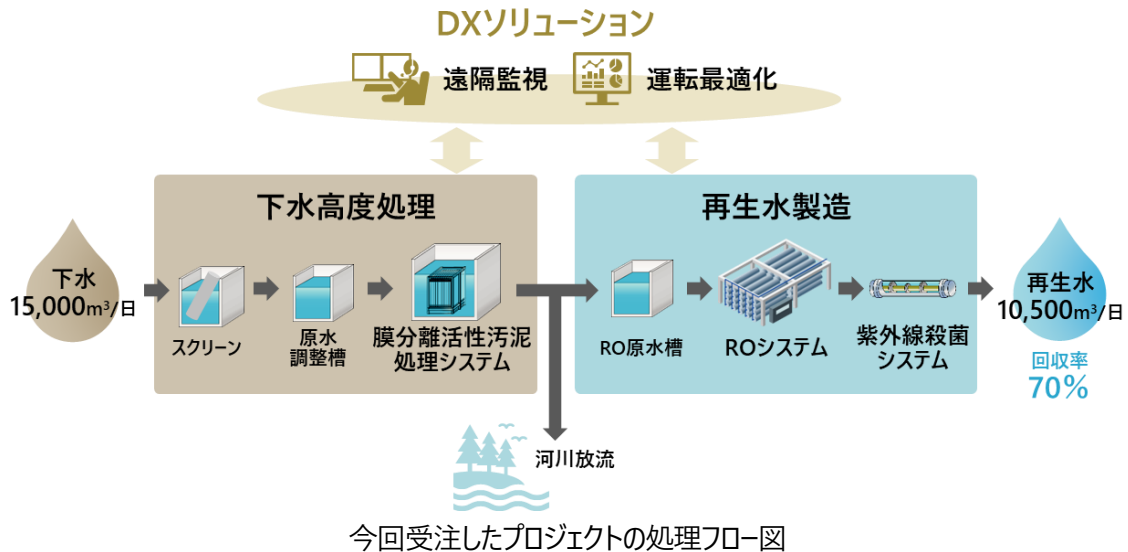 DXソリューション
遠隔監視
運転最適化
下水高度処理
再生水製造
下水
15,000m³/日
スクリーン
原水
調整槽
膜分離活性汚泥
処理システム
RO原水槽
ROシステム
紫外線殺菌
システム
再生水
10,500m³/日
回収率
70%
河川放流
今回受注したプロジェクトの処理フロー図